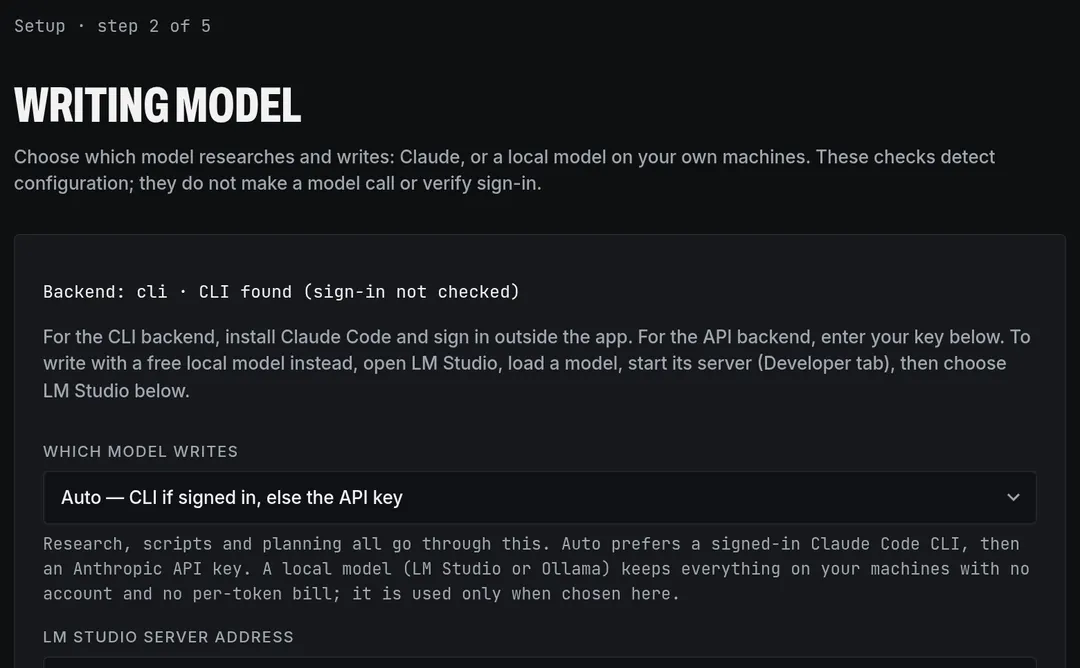 Setup · step 2 of 5
WRITING MODEL
Choose which model researches and writes: Claude, or a local model on your own machines. These checks detect
configuration; they do not make a model call or verify sign-in.
Backend: cli · CLI found (sign-in not checked)
For the CLI backend, install Claude Code and sign in outside the app. For the API backend, enter your key below. To
write with a free local model instead, open LM Studio, load a model, start its server (Developer tab), then choose
LM Studio below.
WHICH MODEL WRITES
Auto — CLI if signed in, else the API key
Research, scripts and planning all go through this. Auto prefers a signed-in Claude Code CLI, then
an Anthropic API key. A local model (LM Studio or Ollama) keeps everything on your machines with no
account and no per-token bill; it is used only when chosen here.
LM STUDIO SERVER ADDRESS